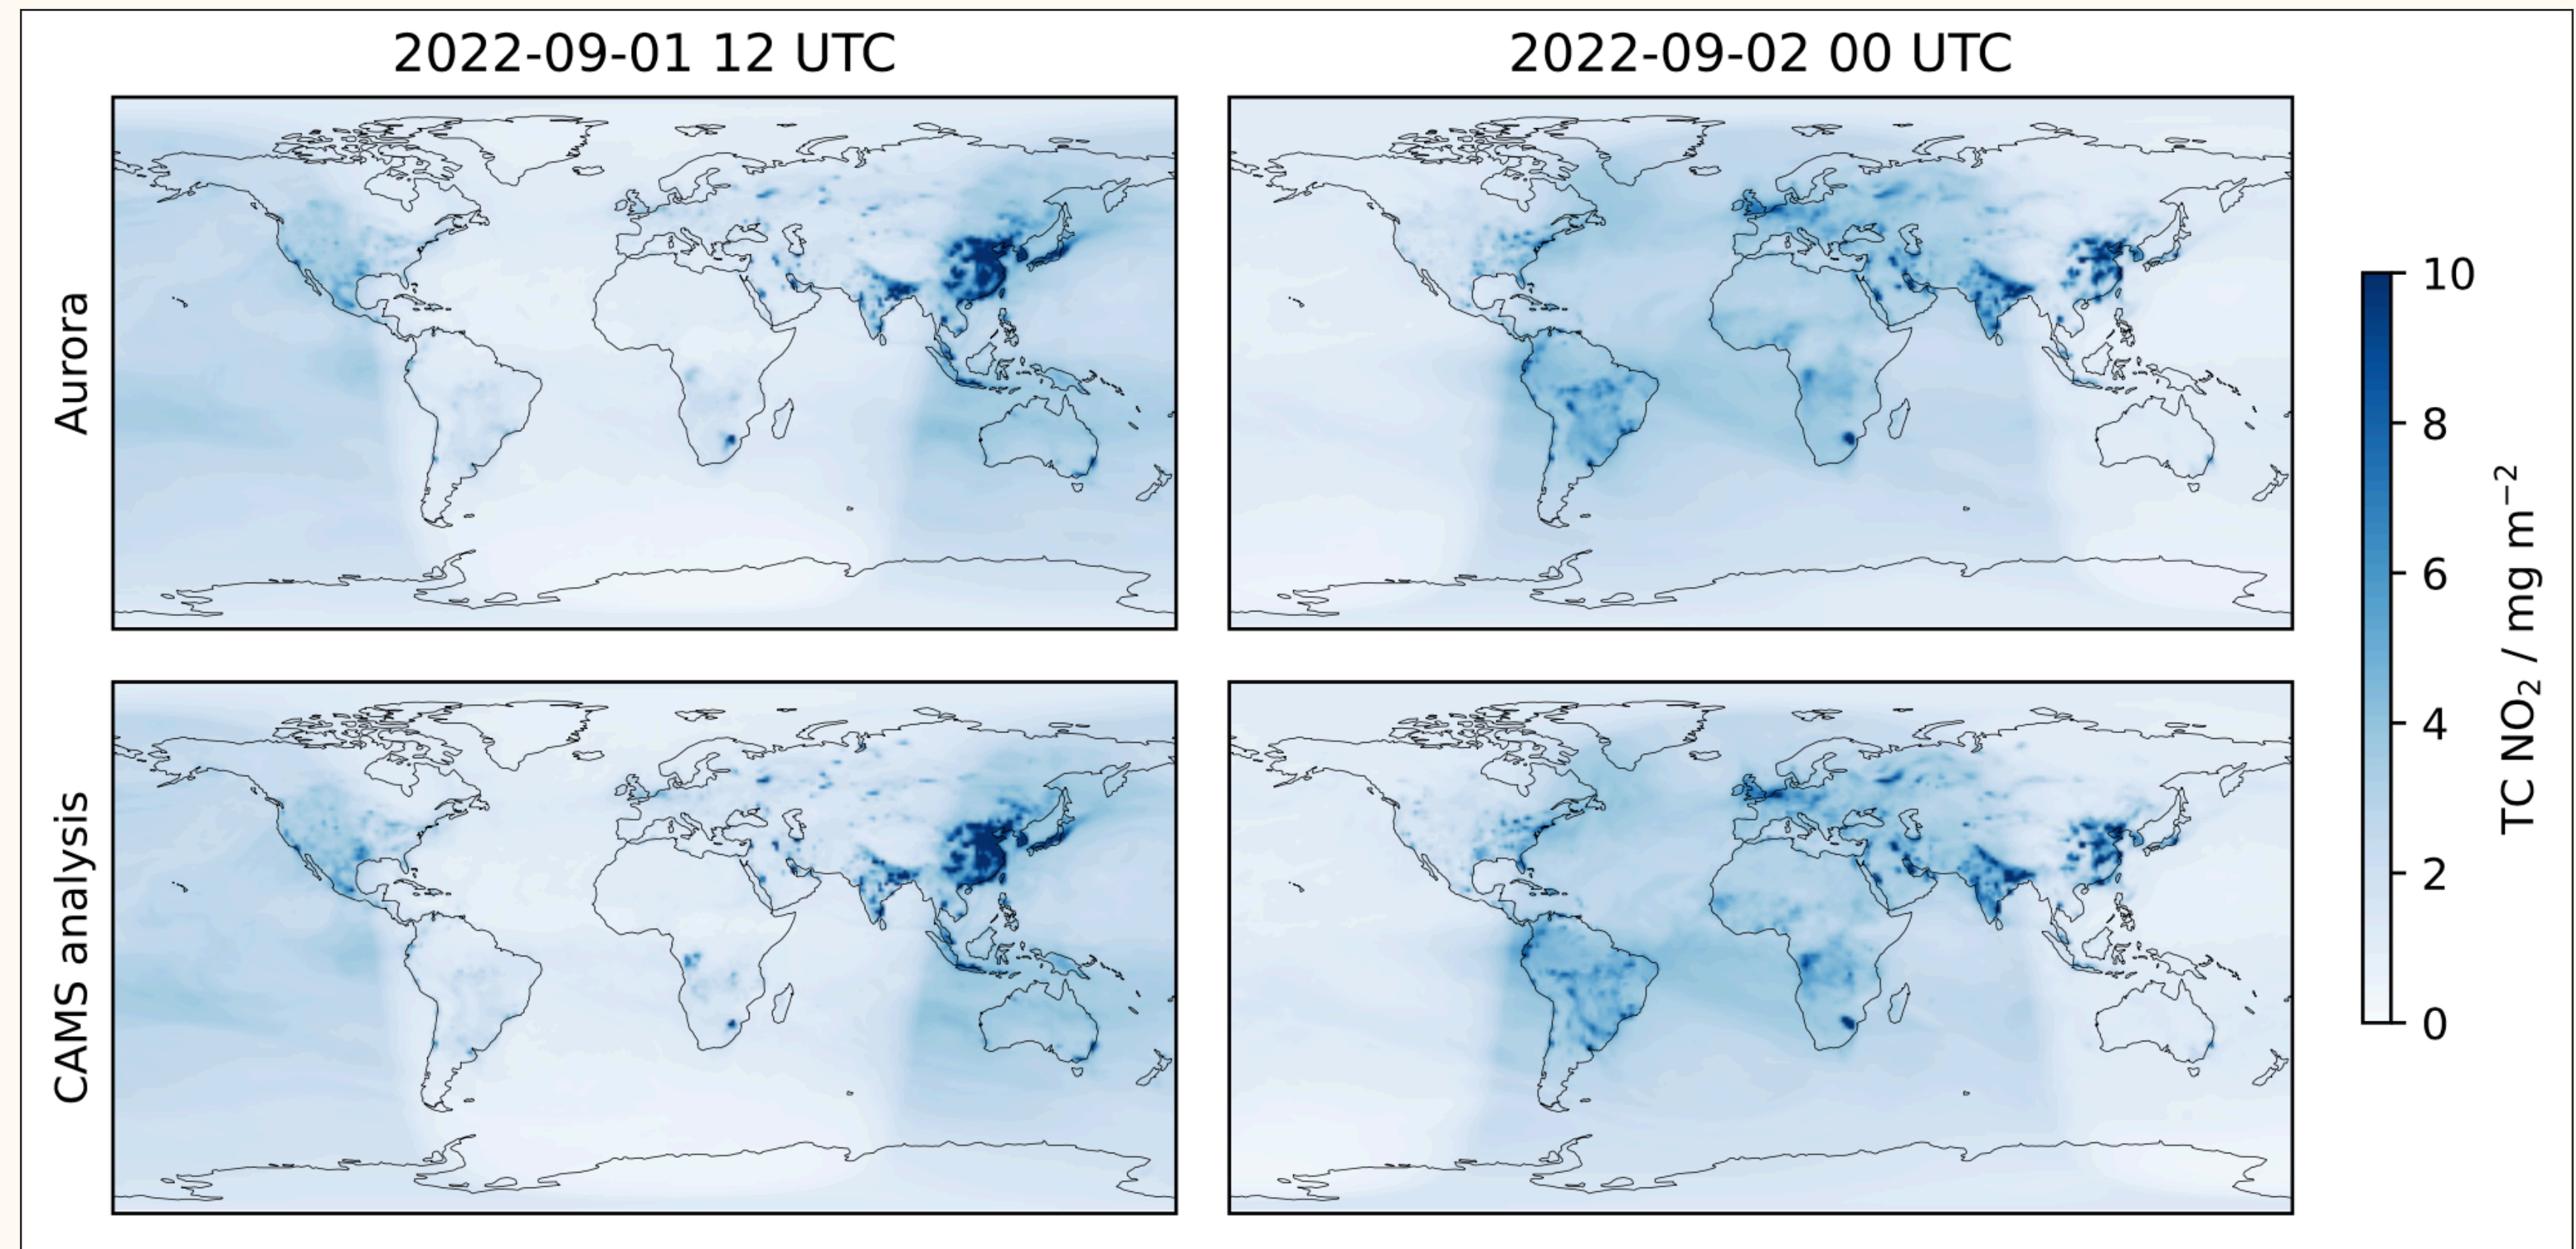 2022-09-01 12 UTC
2022-09-02 00 UTC
Aurora
CAMS analysis
10
8
6
4
2
0
TC NO₂ / mg m⁻²